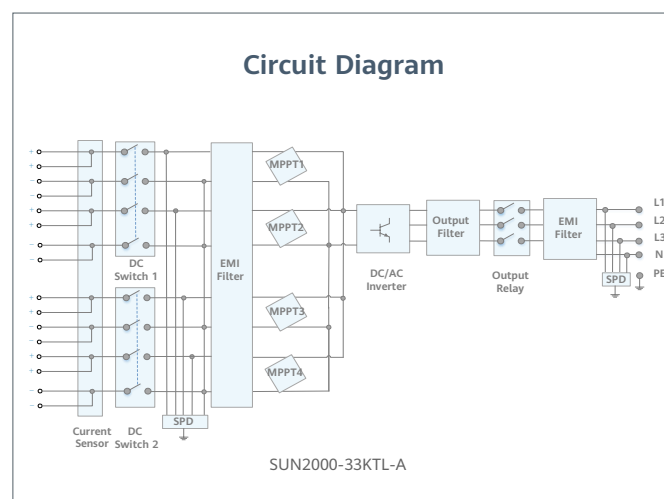 Circuit Diagram
MPPT1
MPPT2
MPPT3
MPPT4
EMI
Filter
DC
Switch 1
DC
Switch 2
Current
Sensor
SPD
DC/AC
Inverter
Output
Filter
Output
Relay
EMI
Filter
SPD
L1
L2
L3
N
PE
SUN2000-33KTL-A